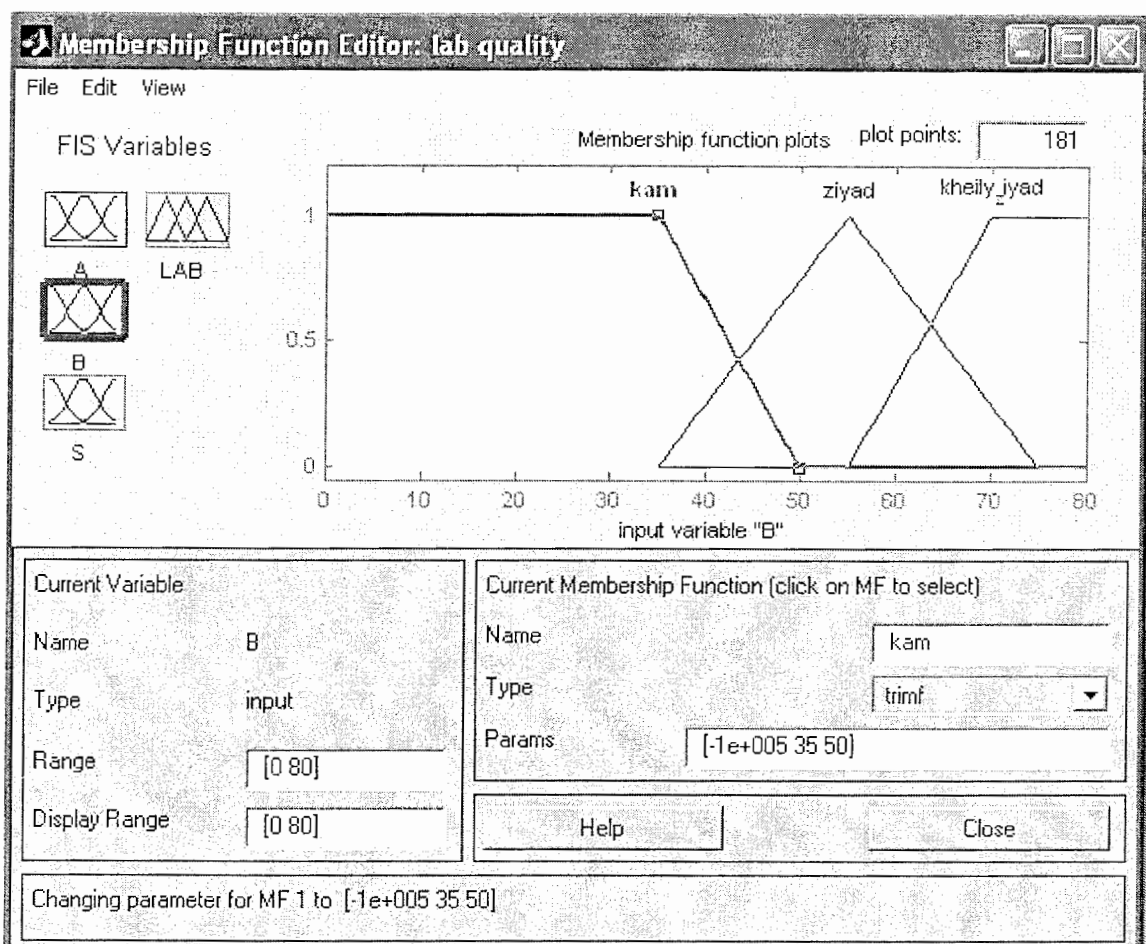 Membership Function Editor: lab quality
File Edit View
FIS Variables
Membership function plots plot points: 181
kam ziyad kheily_ziyad
1
0.5
0
0 10 20 30 40 50 60 70 80
input variable "B"
A LAB
B
S
Current Variable
Name B
Type input
Range [0 80]
Display Range [0 80]
Current Membership Function (click on MF to select)
Name kam
Type trimf
Params [-1e+005 35 50]
Help Close
Changing parameter for MF 1 to [-1e+005 35 50]